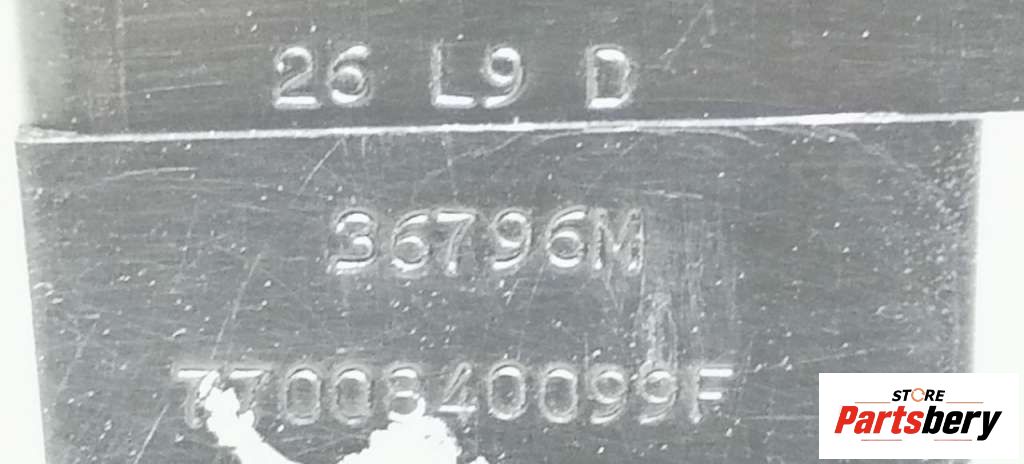 26 L9 D
36796M
7700840099F
STORE
Partsbery